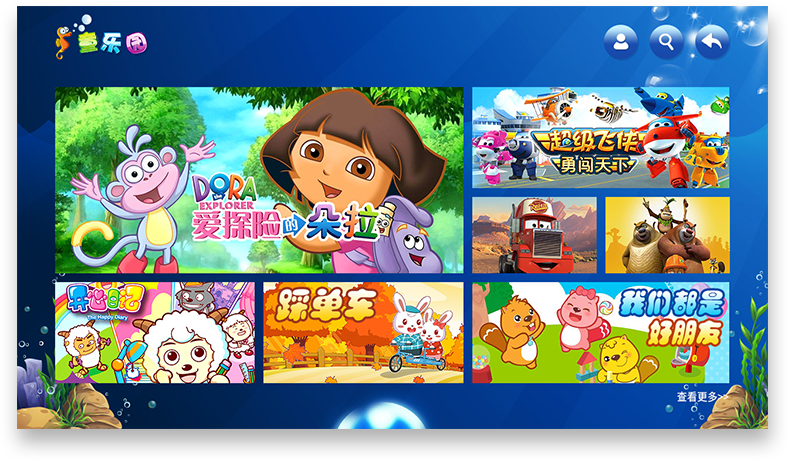 童乐园
DORA
EXPLORER
爱探险的朵拉
超级飞侠
勇闯天下
开心日记
The Happy Diary
踩单车
我们都是
好朋友
查看更多>>